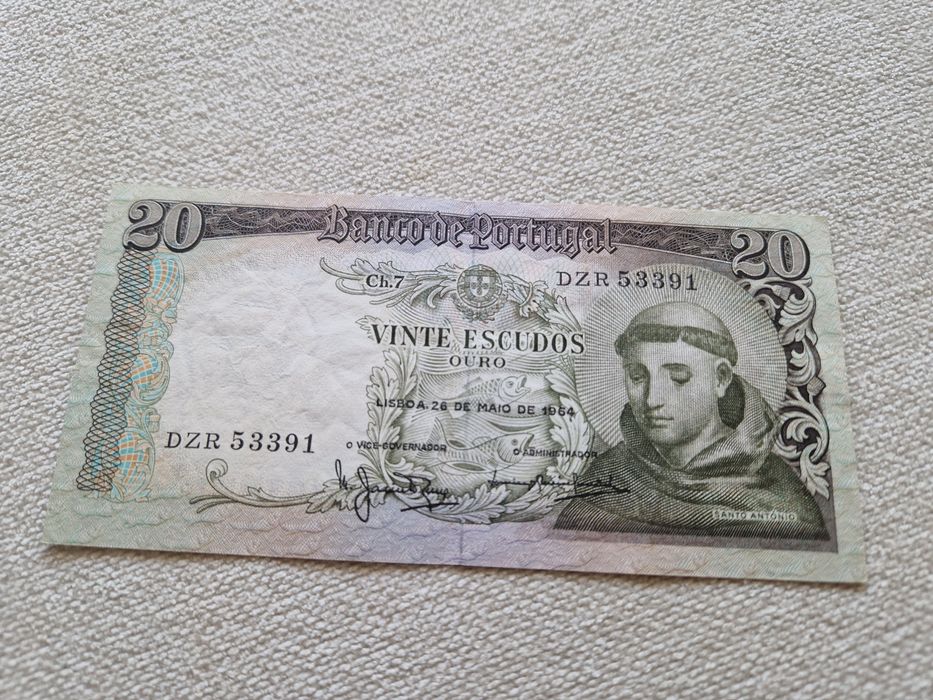 20 Banco de Portugal 20
Ch.7 DZR 53391
VINTE ESCUDOS
OURO
LISBOA, 26 DE MAIO DE 1964
DZR 53391
O VICE-GOVERNADOR O ADMINISTRADOR
SANTO ANTÓNIO